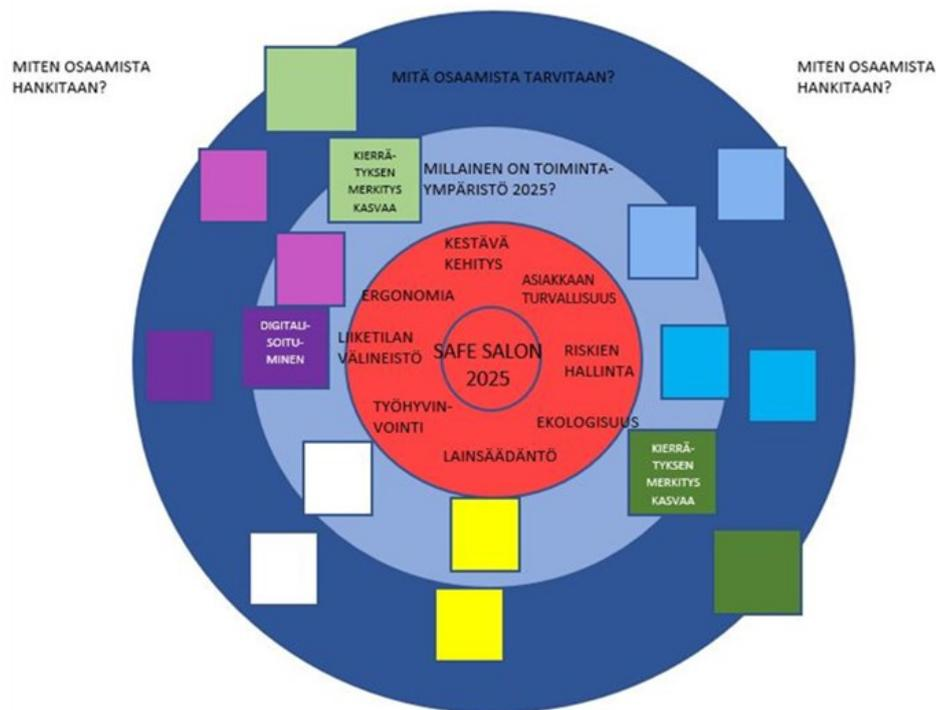 MITEN OSAAMISTA
HANKITAAN?
MITÄ OSAAMISTA TARVITAAN?
MITEN OSAAMISTA
HANKITAAN?
KIERRÄ-
TYKSEN
MERKITYS
KASVAA
MILLAINEN ON TOIMINTA-
YMPÄRISTÖ 2025?
KESTÄVÄ
KEHITYS
ASIAKKAAN
TURVALLISUUS
ERGONOMIA
DIGITALI-
SOITU-
MINEN
LIIKETILAN
VÄLINEISTÖ
SAFE SALON
2025
RISKIEN
HALLINTA
TYÖHYVIN-
VOINTI
EKOLOGISUUS
LAINSÄÄDÄNTÖ
KIERRÄ-
TYKSEN
MERKITYS
KASVAA